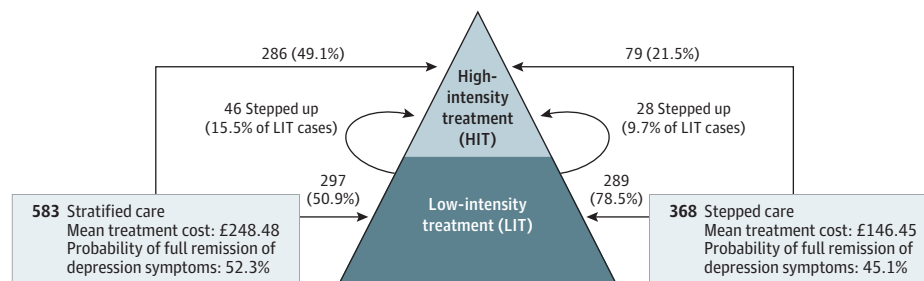 286 (49.1%)
79 (21.5%)
High-
intensity
treatment
(HIT)
46 Stepped up
(15.5% of LIT cases)
28 Stepped up
(9.7% of LIT cases)
297
(50.9%)
289
(78.5%)
Low-intensity
treatment (LIT)
583 Stratified care
Mean treatment cost: £248.48
Probability of full remission of
depression symptoms: 52.3%
368 Stepped care
Mean treatment cost: £146.45
Probability of full remission of
depression symptoms: 45.1%